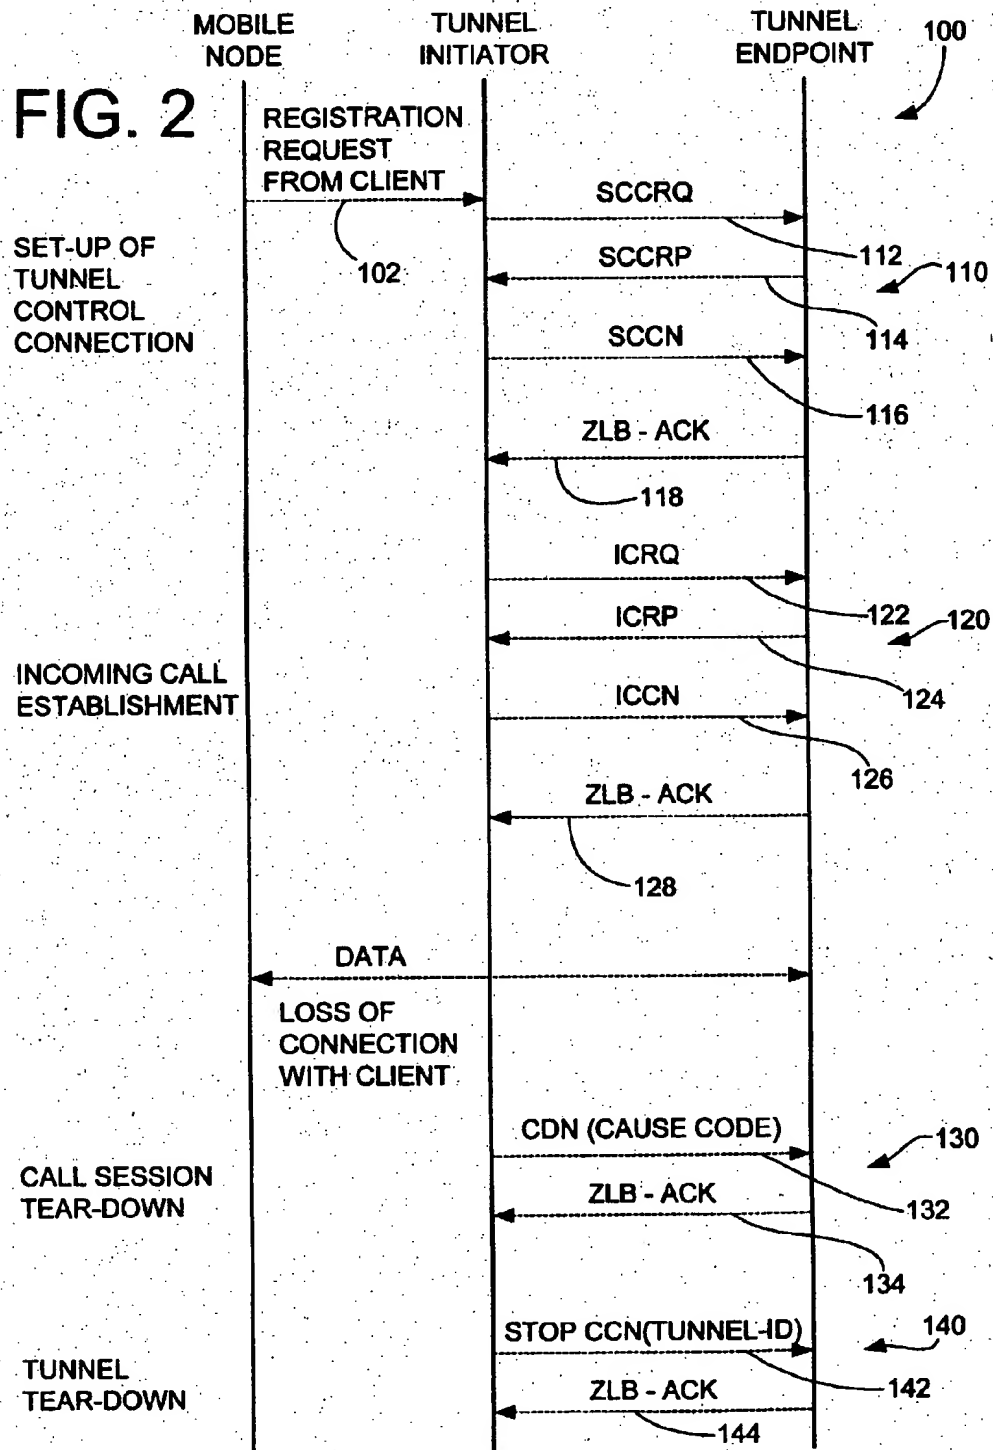 MOBILE NODE
TUNNEL INITIATOR
TUNNEL ENDPOINT
100
FIG. 2
REGISTRATION
REQUEST
FROM CLIENT
102
SCCRQ
112
SET-UP OF
TUNNEL
CONTROL
CONNECTION
SCCRP
110
114
SCCN
116
ZLB - ACK
118
ICRQ
122
ICRP
120
124
INCOMING CALL
ESTABLISHMENT
ICCN
126
ZLB - ACK
128
DATA
LOSS OF
CONNECTION
WITH CLIENT
CDN (CAUSE CODE)
130
132
CALL SESSION
TEAR-DOWN
ZLB - ACK
134
STOP CCN(TUNNEL-ID)
140
142
TUNNEL
TEAR-DOWN
ZLB - ACK
144